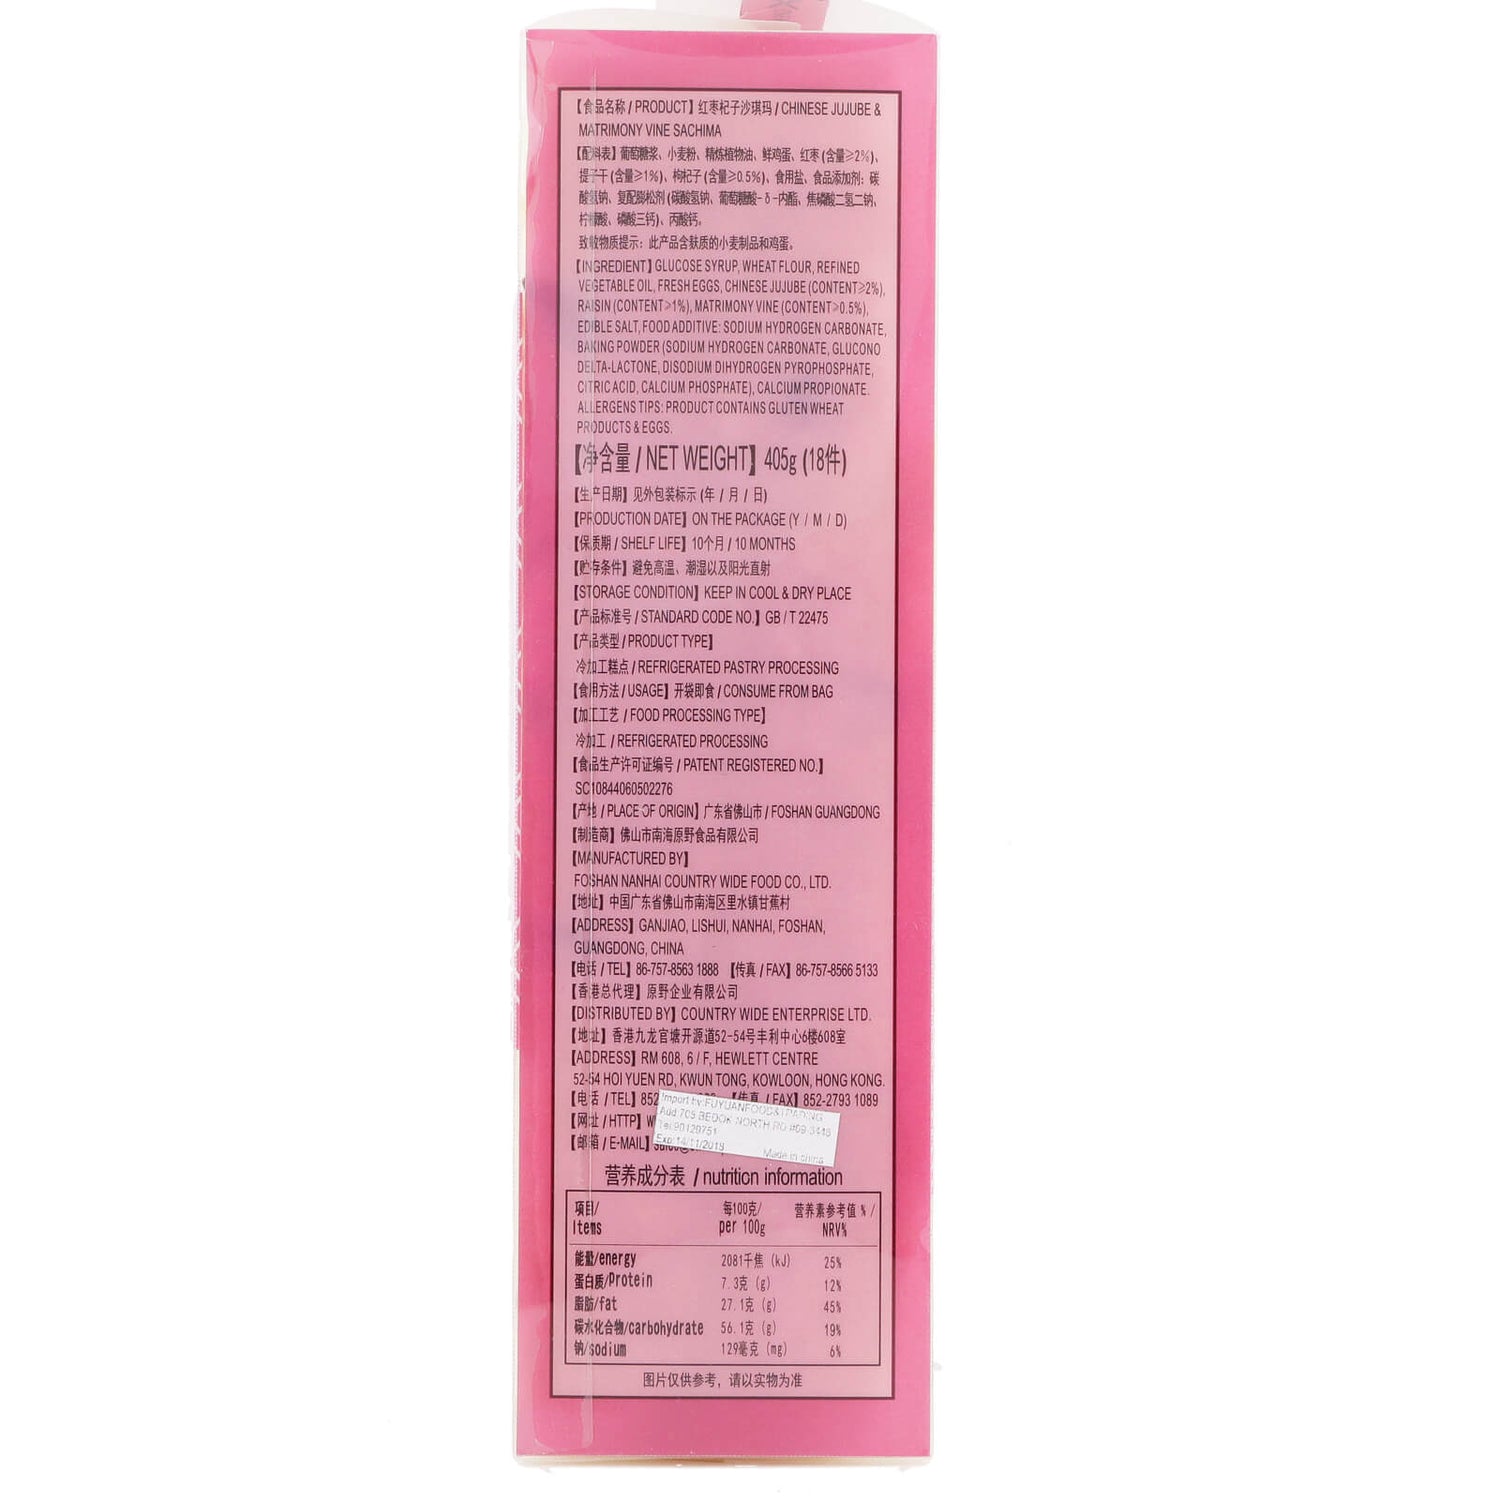 【食品名称 / PRODUCT】红枣杞子沙琪玛 / CHINESE JUJUBE &
MATRIMONY VINE SACHIMA
【配料表】葡萄糖浆、小麦粉、精炼植物油、鲜鸡蛋、红枣 (含量≥2%)、
提子干 (含量≥1%)、枸杞子 (含量≥0.5%)、食用盐、食品添加剂：碳
酸氢钠、复配膨松剂 (碳酸氢钠、葡萄糖酸-δ-内酯、焦磷酸二氢二钠、
柠檬酸、磷酸三钙)、丙酸钙。
致敏物质提示：此产品含麸质的小麦制品和鸡蛋。
【INGREDIENT】GLUCOSE SYRUP, WHEAT FLOUR, REFINED
VEGETABLE OIL, FRESH EGGS, CHINESE JUJUBE (CONTENT≥2%),
RAISIN (CONTENT≥1%), MATRIMONY VINE (CONTENT≥0.5%),
EDIBLE SALT, FOOD ADDITIVE: SODIUM HYDROGEN CARBONATE,
BAKING POWDER (SODIUM HYDROGEN CARBONATE, GLUCONO
DELTA-LACTONE, DISODIUM DIHYDROGEN PYROPHOSPHATE,
CITRIC ACID, CALCIUM PHOSPHATE), CALCIUM PROPIONATE.
ALLERGENS TIPS: PRODUCT CONTAINS GLUTEN WHEAT
PRODUCTS & EGGS.
【净含量 / NET WEIGHT】405g (18件)
【生产日期】见外包装标示 (年 / 月 / 日)
【PRODUCTION DATE】ON THE PACKAGE (Y / M / D)
【保质期 / SHELF LIFE】10个月 / 10 MONTHS
【贮存条件】避免高温、潮湿以及阳光直射
【STORAGE CONDITION】KEEP IN COOL & DRY PLACE
【产品标准号 / STANDARD CODE NO.】GB / T 22475
【产品类型 / PRODUCT TYPE】
冷加工糕点 / REFRIGERATED PASTRY PROCESSING
【食用方法 / USAGE】开袋即食 / CONSUME FROM BAG
【加工工艺 / FOOD PROCESSING TYPE】
冷加工 / REFRIGERATED PROCESSING
【食品生产许可证编号 / PATENT REGISTERED NO.】
SC10844060502276
【产地 / PLACE OF ORIGIN】广东省佛山市 / FOSHAN GUANGDONG
【制造商】佛山市南海原野食品有限公司
【MANUFACTURED BY】
FOSHAN NANHAI COUNTRY WIDE FOOD CO., LTD.
【地址】中国广东省佛山市南海区里水镇甘蕉村
【ADDRESS】GANJIAO, LISHUI, NANHAI, FOSHAN,
GUANGDONG, CHINA
【电话 / TEL】86-757-8563 1888 【传真 / FAX】86-757-8566 5133
【香港总代理】原野企业有限公司
【DISTRIBUTED BY】COUNTRY WIDE ENTERPRISE LTD.
【地址】香港九龙官塘开源道52-54号丰利中心6楼608室
【ADDRESS】RM 608, 6 / F, HEWLETT CENTRE
52-54 HOI YUEN RD, KWUN TONG, KOWLOON, HONG KONG.
【电话 / TEL】852 【传真 / FAX】852-2793 1089
【网址 / HTTP】
【邮箱 / E-MAIL】
Import by:FUYUANFOOD&TRADING
Add 703 BEDOK NORTH RD #09-3448
Tel:90120751
Exp:14/11/2018 Made in china
营养成分表 / nutrition information
项目/ 每100克/ 营养素参考值 % /
Items per 100g NRV%
能量/energy 2081千焦 (kJ) 25%
蛋白质/Protein 7.3克 (g) 12%
脂肪/fat 27.1克 (g) 45%
碳水化合物/carbohydrate 56.1克 (g) 19%
钠/sodium 129毫克 (mg) 6%
图片仅供参考，请以实物为准